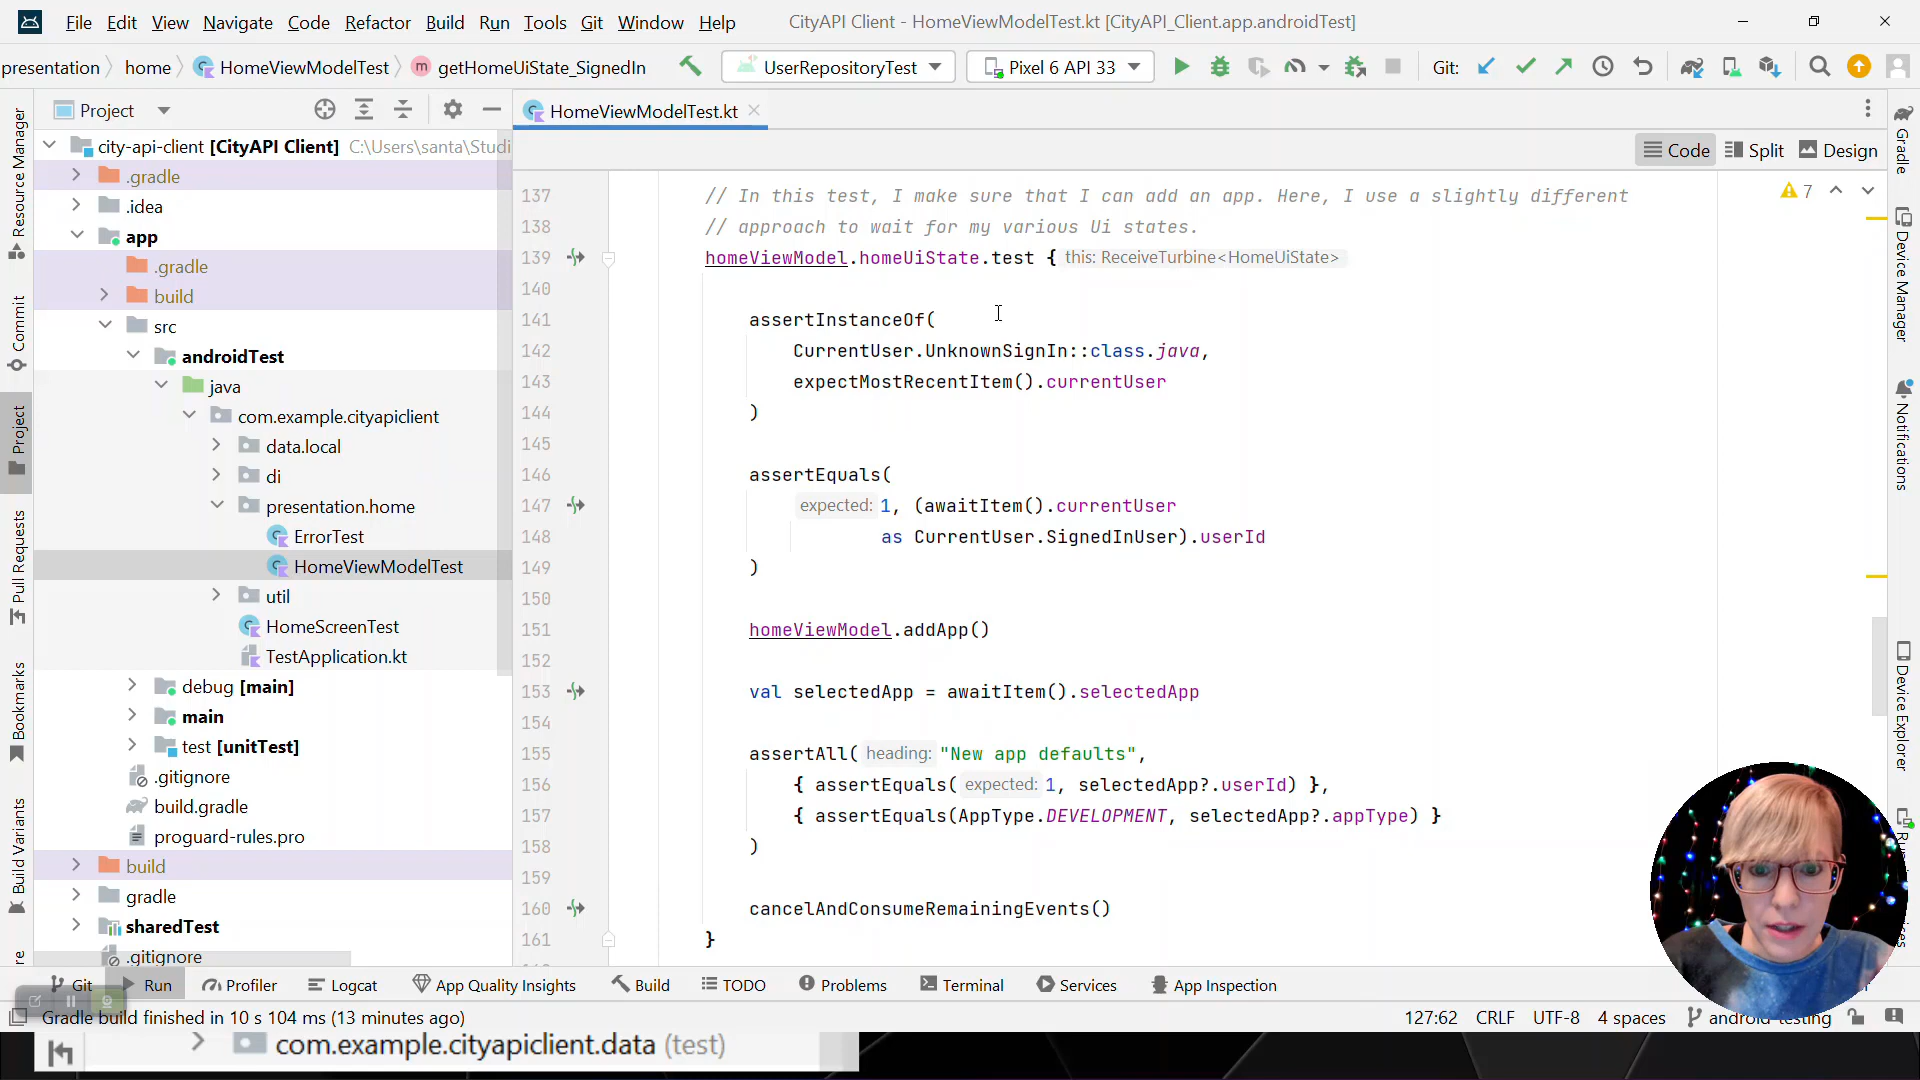 File Edit View Navigate Code Refactor Build Run Tools Git Window Help CityAPI Client - HomeViewModelTest.kt [CityAPI_Client.app.androidTest]
presentation home HomeViewModelTest getHomeUiState_SignedIn UserRepositoryTest Pixel 6 API 33 Git:
Project
HomeViewModelTest.kt
Code Split Design
7
city-api-client [CityAPI Client] C:\Users\santa\Studi
.gradle
.idea
app
.gradle
build
src
androidTest
java
com.example.cityapiclient
data.local
di
presentation.home
ErrorTest
HomeViewModelTest
util
HomeScreenTest
TestApplication.kt
debug [main]
main
test [unitTest]
.gitignore
build.gradle
proguard-rules.pro
build
gradle
sharedTest
.gitignore
137 // In this test, I make sure that I can add an app. Here, I use a slightly different
138 // approach to wait for my various Ui states.
139 homeViewModel.homeUiState.test { this: ReceiveTurbine<HomeUiState>
140
141 assertInstanceOf(
142 CurrentUser.UnknownSignIn::class.java,
143 expectMostRecentItem().currentUser
144 )
145
146 assertEquals(
147 expected: 1, (awaitItem().currentUser
148 as CurrentUser.SignedInUser).userId
149 )
150
151 homeViewModel.addApp()
152
153 val selectedApp = awaitItem().selectedApp
154
155 assertAll( heading: "New app defaults",
156 { assertEquals( expected: 1, selectedApp?.userId) },
157 { assertEquals(AppType.DEVELOPMENT, selectedApp?.appType) }
158 )
159
160 cancelAndConsumeRemainingEvents()
161 }
Resource Manager
Commit
Project
Pull Requests
Bookmarks
Build Variants
Gradle
Device Manager
Notifications
Device Explorer
Git Run Profiler Logcat App Quality Insights Build TODO Problems Terminal Services App Inspection
Gradle build finished in 10 s 104 ms (13 minutes ago) 127:62 CRLF UTF-8 4 spaces android-testing
com.example.cityapiclient.data (test)